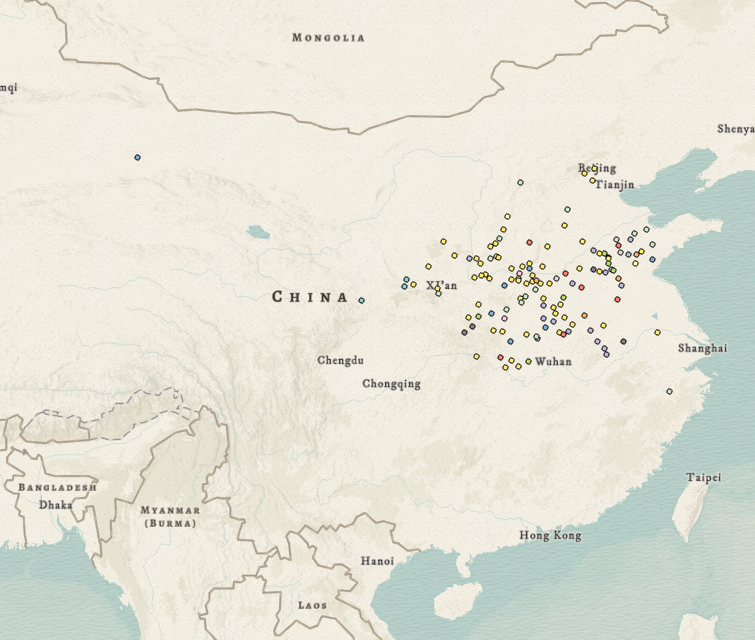 MONGOLIA
mqi
Shenya
Beijing
Tianjin
CHINA
XI'an
Chengdu
Wuhan
Shanghai
Chongqing
Taipei
BANGLADESH
Dhaka
MYANMAR
(BURMA)
Hong Kong
Hanoi
LAOS